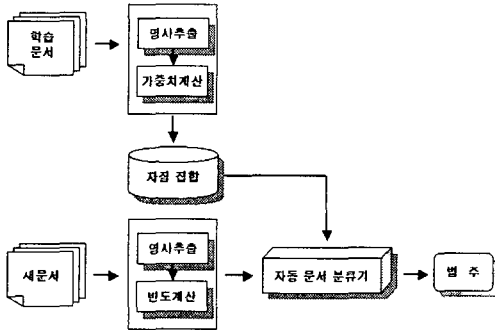 학습
문서
명사추출
가중치계산
자질 집합
새문서
명사추출
빈도계산
자동 문서 분류기
범 주